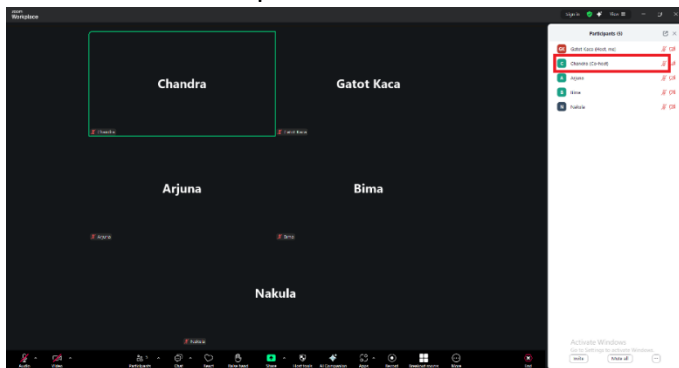 zoom
Workplace
Sign In
Participants (5)
Gatot Kaca (Host, me)
Chandra (Co-host)
Arjuna
Bima
Nakula
Chandra
Gatot Kaca
Chandra
Gatot Kaca
Arjuna
Bima
Arjuna
Bima
Nakula
Nakula
Activate Windows
Go to Settings to activate Windows.
Invite
Mute all
Audio
Video
Participants
Chat
React
Raise hand
Share
Host tools
AI Companion
Apps
Record
Breakout rooms
More
End